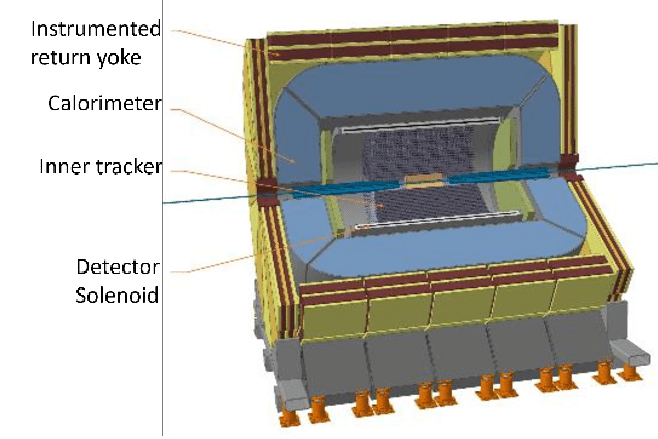 Instrumented
return yoke
Calorimeter
Inner tracker
Detector
Solenoid